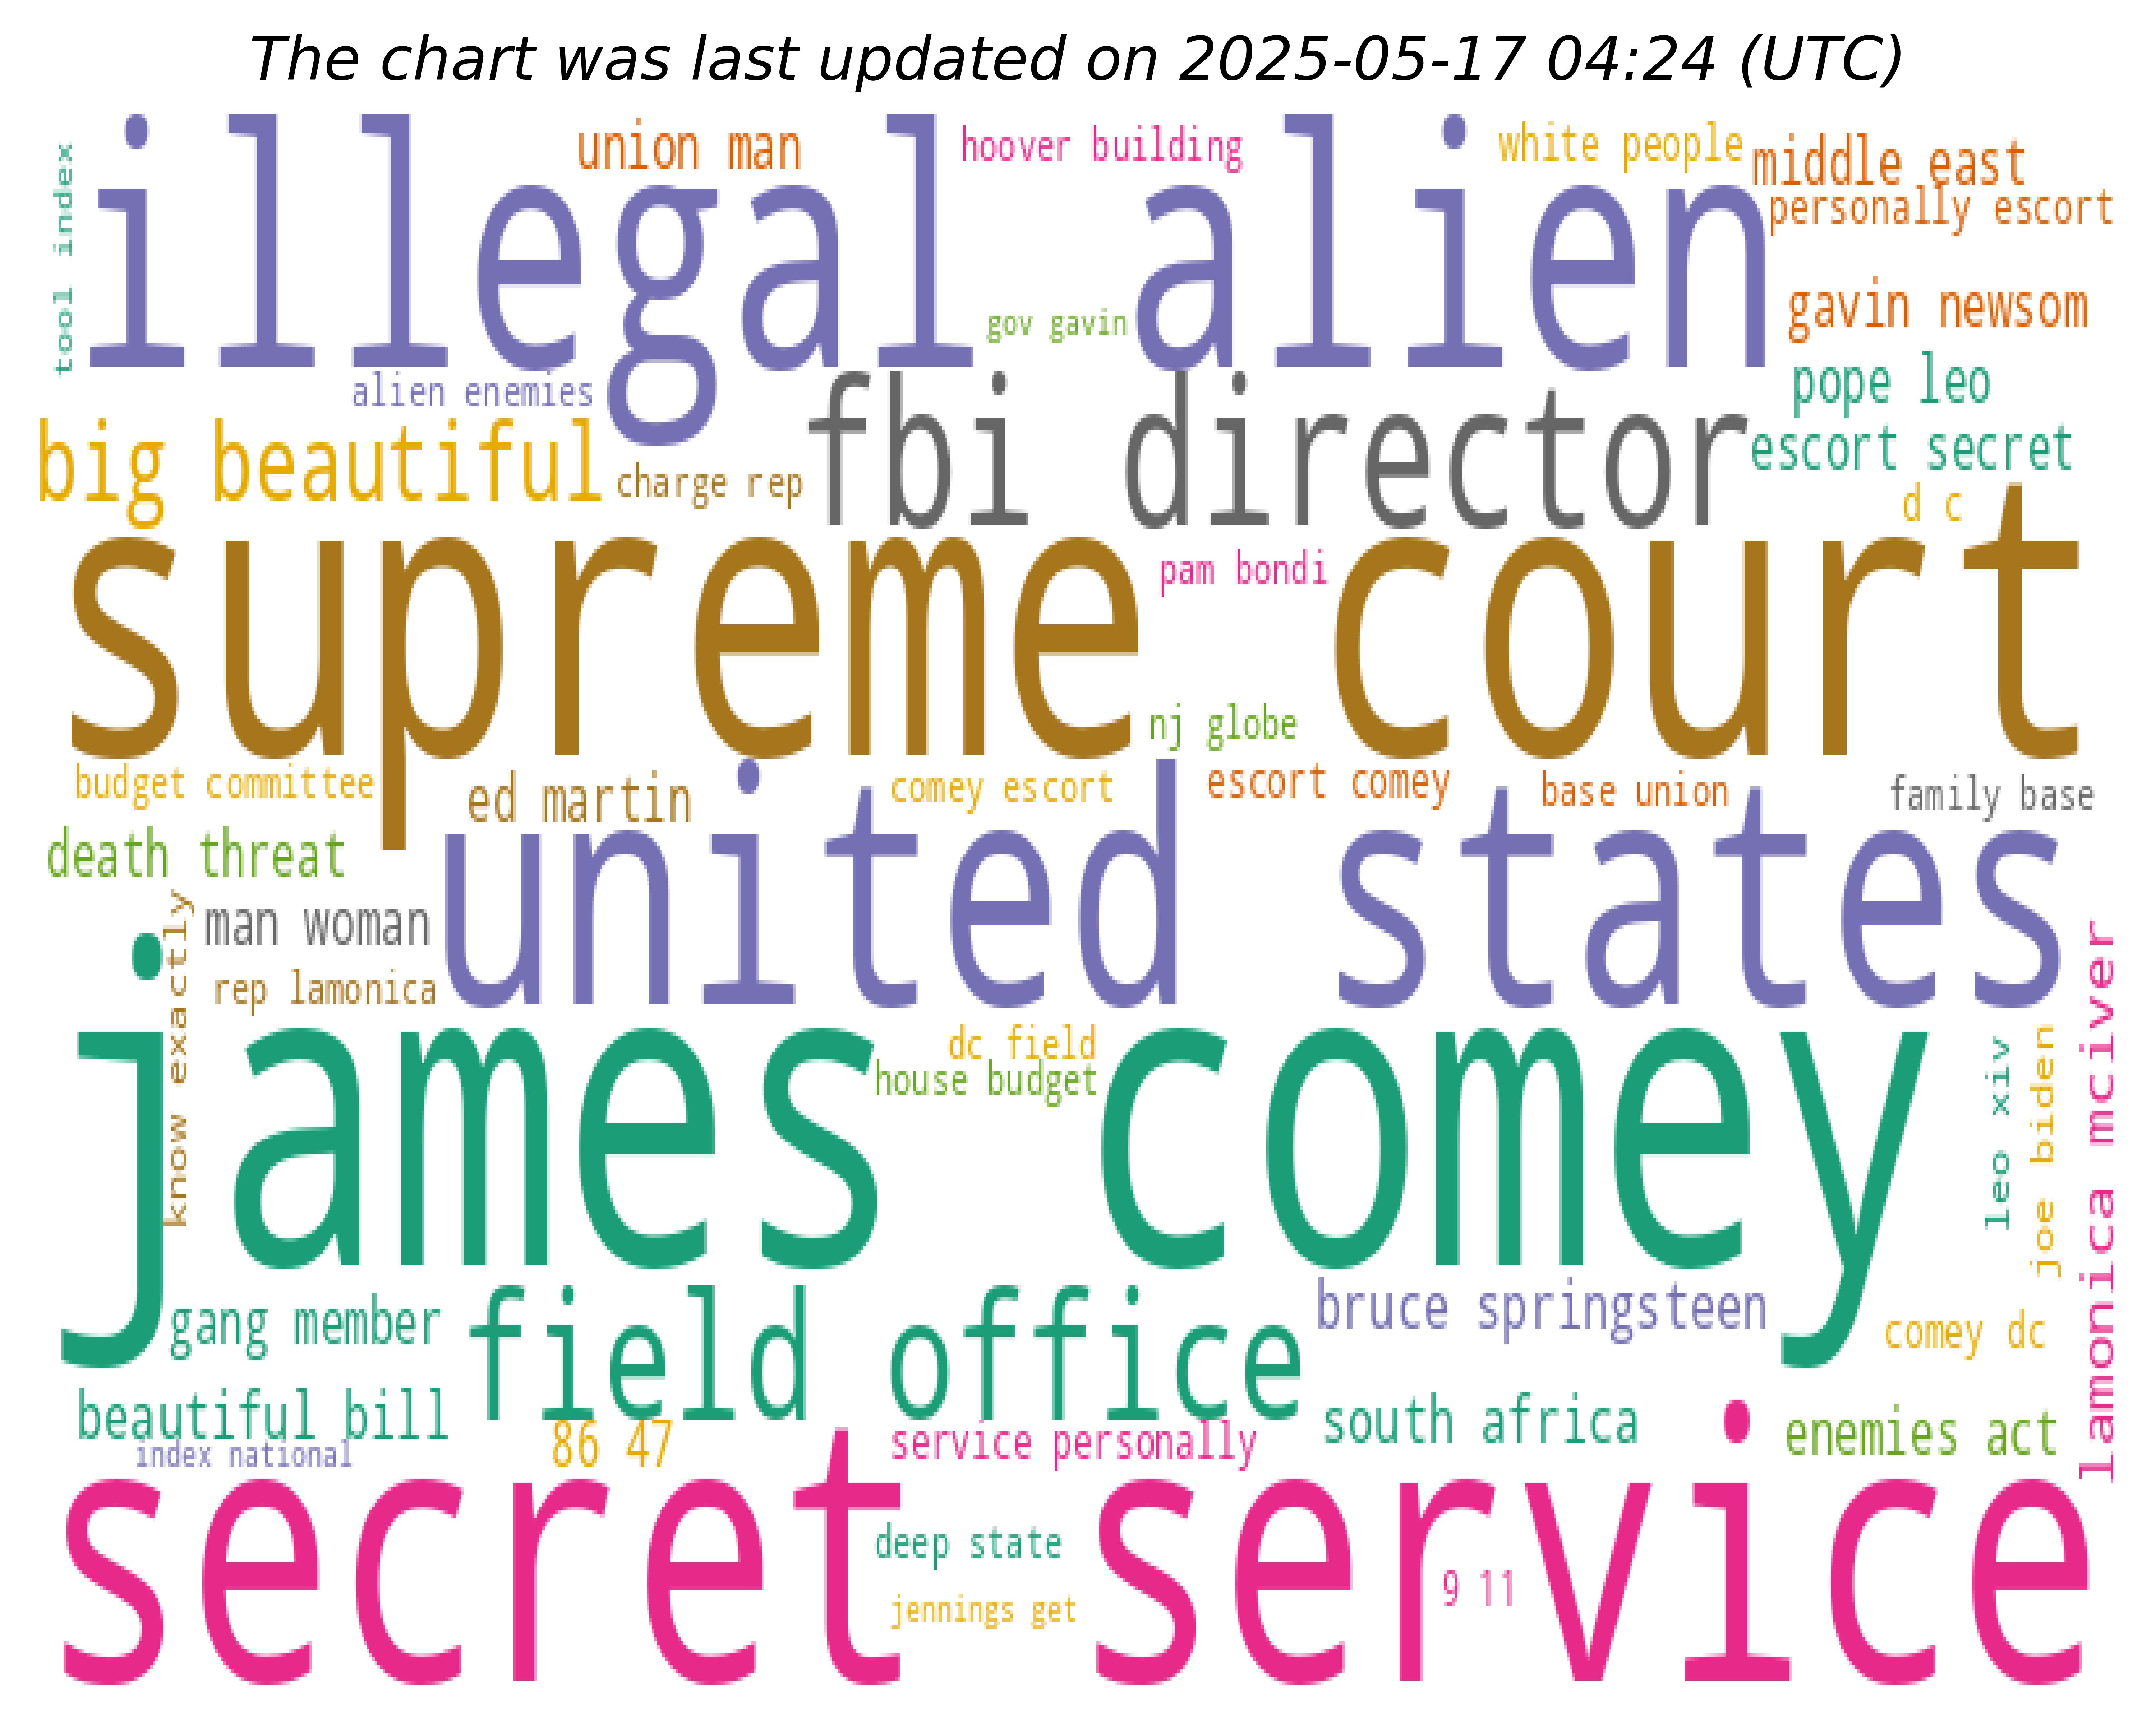 The chart was last updated on 2025-05-17 04:24 (UTC)
tool index
illegal alien
union man
hoover building
white people
middle east
personally escort
gov gavin
gavin newsom
alien enemies
fbi director
pope leo
big beautiful
charge rep
escort secret
d c
supreme court
pam bondi
nj globe
budget committee
ed martin
comey escort
escort comey
base union
family base
death threat
united states
know exactly
man woman
rep lamonica
james comey
dc field
house budget
leo xiv
joe biden
lamonica mciver
gang member
field office
bruce springsteen
comey dc
beautiful bill
index national
86 47
service personally
south africa
enemies act
secret service
deep state
9 11
jennings get